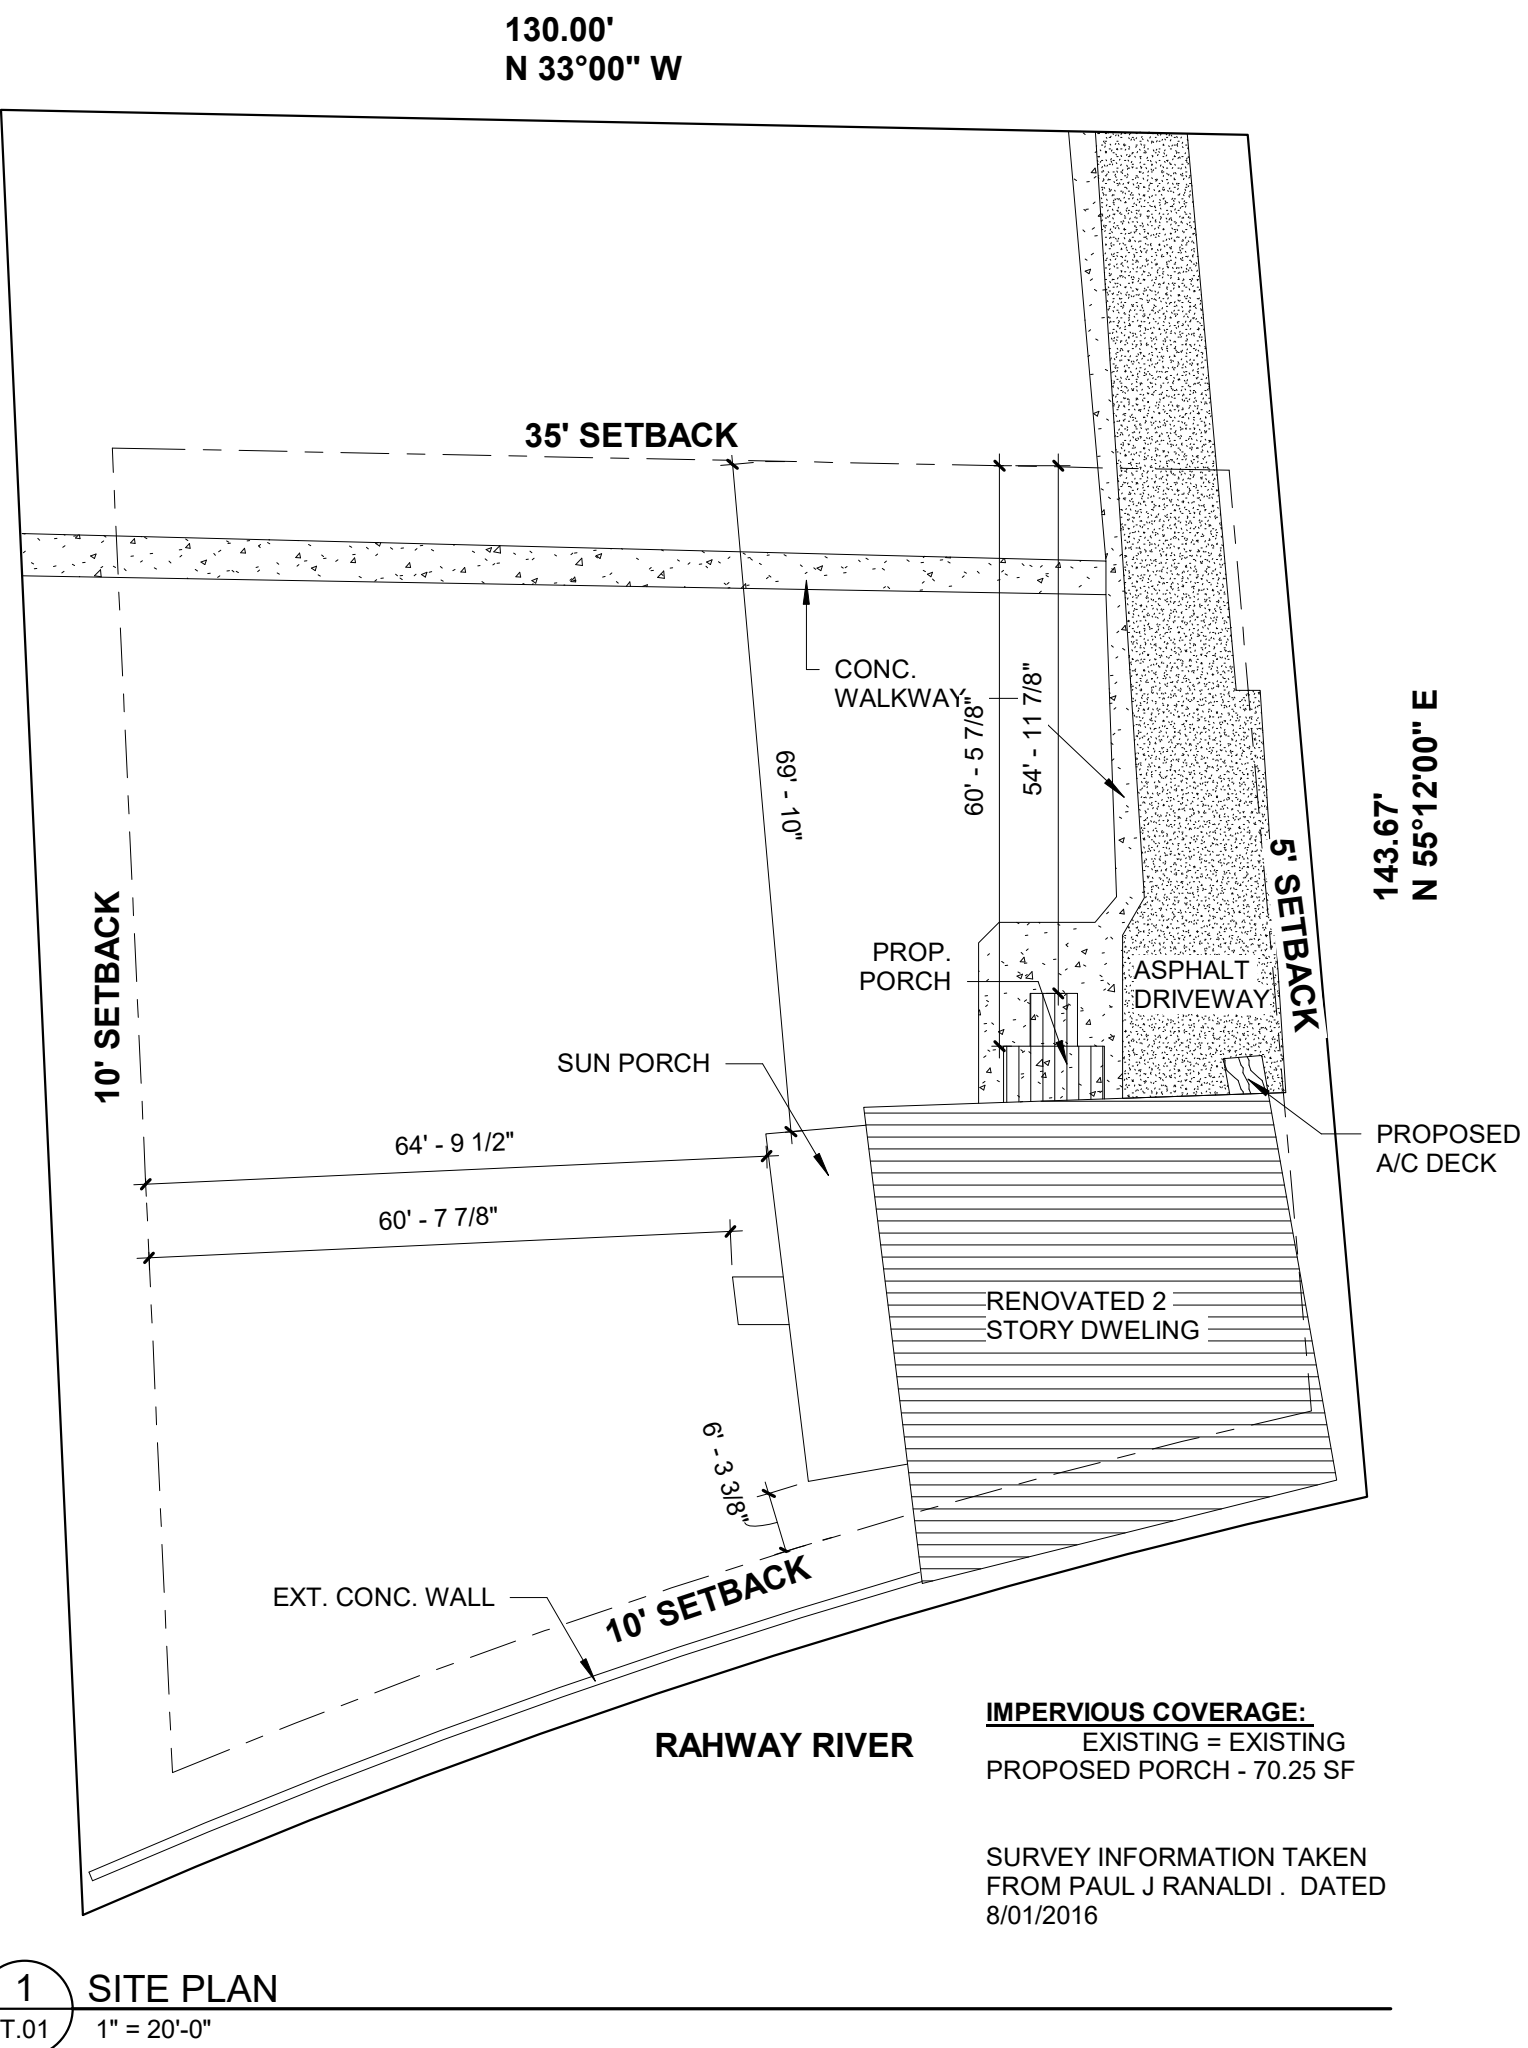 130.00'
N 33°00" W
35' SETBACK
CONC.
WALKWAY
60' - 5 7/8"
54' - 11 7/8"
69' - 10"
143.67'
N 55°12'00" E
5' SETBACK
10' SETBACK
PROP.
PORCH
ASPHALT
DRIVEWAY
SUN PORCH
64' - 9 1/2"
PROPOSED
A/C DECK
60' - 7 7/8"
RENOVATED 2
STORY DWELING
6' - 3 3/8"
EXT. CONC. WALL
10' SETBACK
RAHWAY RIVER
IMPERVIOUS COVERAGE:
EXISTING = EXISTING
PROPOSED PORCH - 70.25 SF
SURVEY INFORMATION TAKEN
FROM PAUL J RANALDI . DATED
8/01/2016
1
SITE PLAN
T.01
1" = 20'-0"